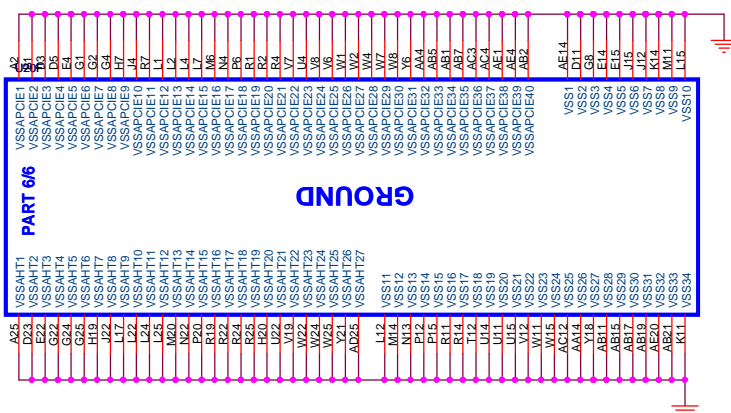 A2
B1
D3
D5
E4
G1
G2
G4
H7
J4
R7
L1
L2
L4
L7
M6
N4
P6
R1
R2
R4
V7
U4
V8
V6
W1
W2
W4
W7
W8
Y6
AA4
AB5
AB1
AB7
AC3
AC4
AE1
AE4
AB2
AE14
D11
G8
E14
E15
J15
J12
K14
M11
L15
VSSAPCIE1
VSSAPCIE2
VSSAPCIE3
VSSAPCIE4
VSSAPCIE5
VSSAPCIE6
VSSAPCIE7
VSSAPCIE8
VSSAPCIE9
VSSAPCIE10
VSSAPCIE11
VSSAPCIE12
VSSAPCIE13
VSSAPCIE14
VSSAPCIE15
VSSAPCIE16
VSSAPCIE17
VSSAPCIE18
VSSAPCIE19
VSSAPCIE20
VSSAPCIE21
VSSAPCIE22
VSSAPCIE23
VSSAPCIE24
VSSAPCIE25
VSSAPCIE26
VSSAPCIE27
VSSAPCIE28
VSSAPCIE29
VSSAPCIE30
VSSAPCIE31
VSSAPCIE32
VSSAPCIE33
VSSAPCIE34
VSSAPCIE35
VSSAPCIE36
VSSAPCIE37
VSSAPCIE38
VSSAPCIE39
VSSAPCIE40
VSS1
VSS2
VSS3
VSS4
VSS5
VSS6
VSS7
VSS8
VSS9
VSS10
PART 6/6
GROUND
VSSAHT1
VSSAHT2
VSSAHT3
VSSAHT4
VSSAHT5
VSSAHT6
VSSAHT7
VSSAHT8
VSSAHT9
VSSAHT10
VSSAHT11
VSSAHT12
VSSAHT13
VSSAHT14
VSSAHT15
VSSAHT16
VSSAHT17
VSSAHT18
VSSAHT19
VSSAHT20
VSSAHT21
VSSAHT22
VSSAHT23
VSSAHT24
VSSAHT25
VSSAHT26
VSSAHT27
VSS11
VSS12
VSS13
VSS14
VSS15
VSS16
VSS17
VSS18
VSS19
VSS20
VSS21
VSS22
VSS23
VSS24
VSS25
VSS26
VSS27
VSS28
VSS29
VSS30
VSS31
VSS32
VSS33
VSS34
A25
D23
E22
G22
G24
G25
H19
J22
L17
L22
L24
L25
M20
N22
P20
R19
R22
R24
R25
H20
U22
V19
W22
W24
W25
Y21
AD25
L12
M14
N13
P12
P15
R11
R14
T12
U14
U11
U15
V12
W11
W15
AC12
AA14
Y18
AB11
AB15
AB17
AB19
AE20
AB21
K11